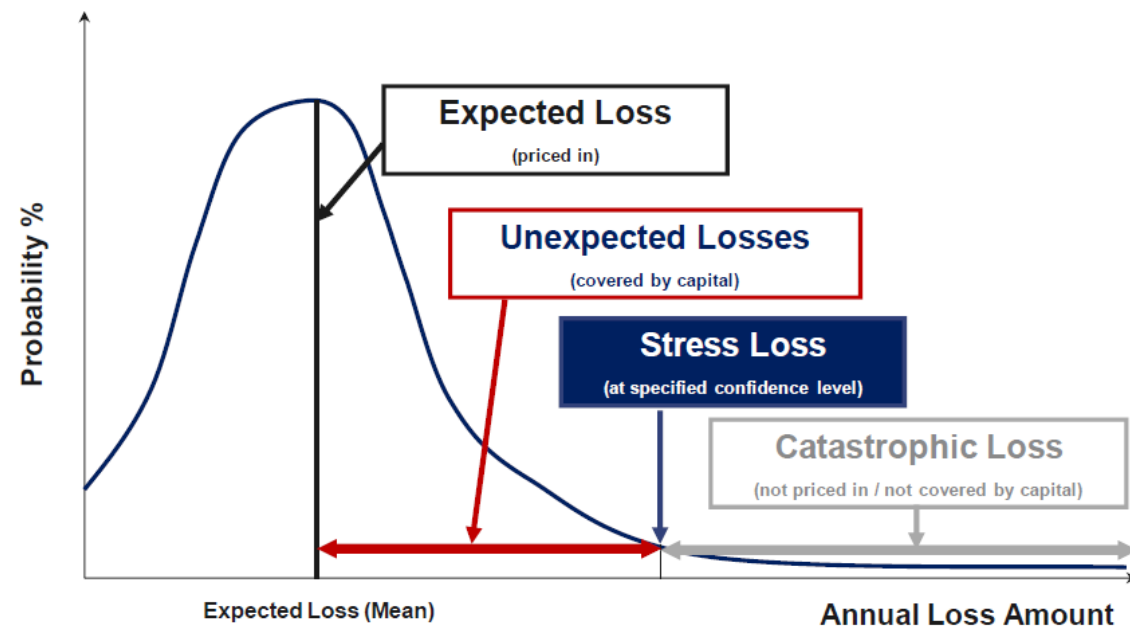 Expected Loss
(priced in)
Unexpected Losses
(covered by capital)
Stress Loss
(at specified confidence level)
Catastrophic Loss
(not priced in / not covered by capital)
Probability %
Expected Loss (Mean)
Annual Loss Amount